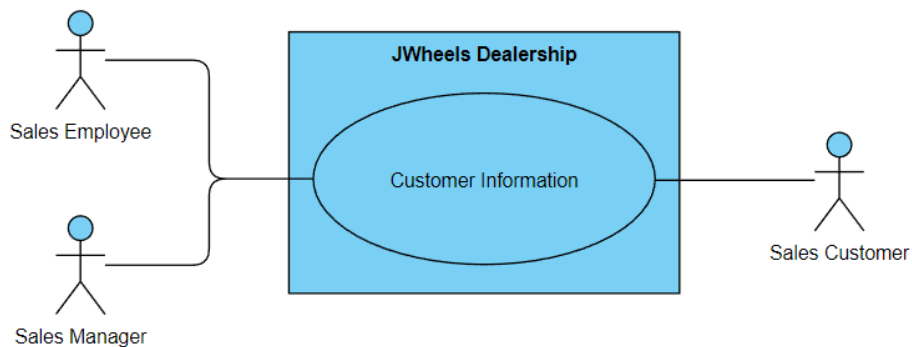 JWheels Dealership
Sales Employee
Customer Information
Sales Customer
Sales Manager